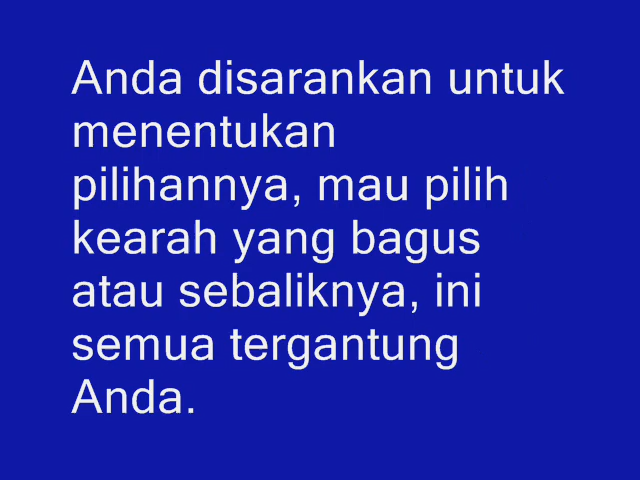 Anda disarankan untuk
menentukan
pilihannya, mau pilih
kearah yang bagus
atau sebaliknya, ini
semua tergantung
Anda.